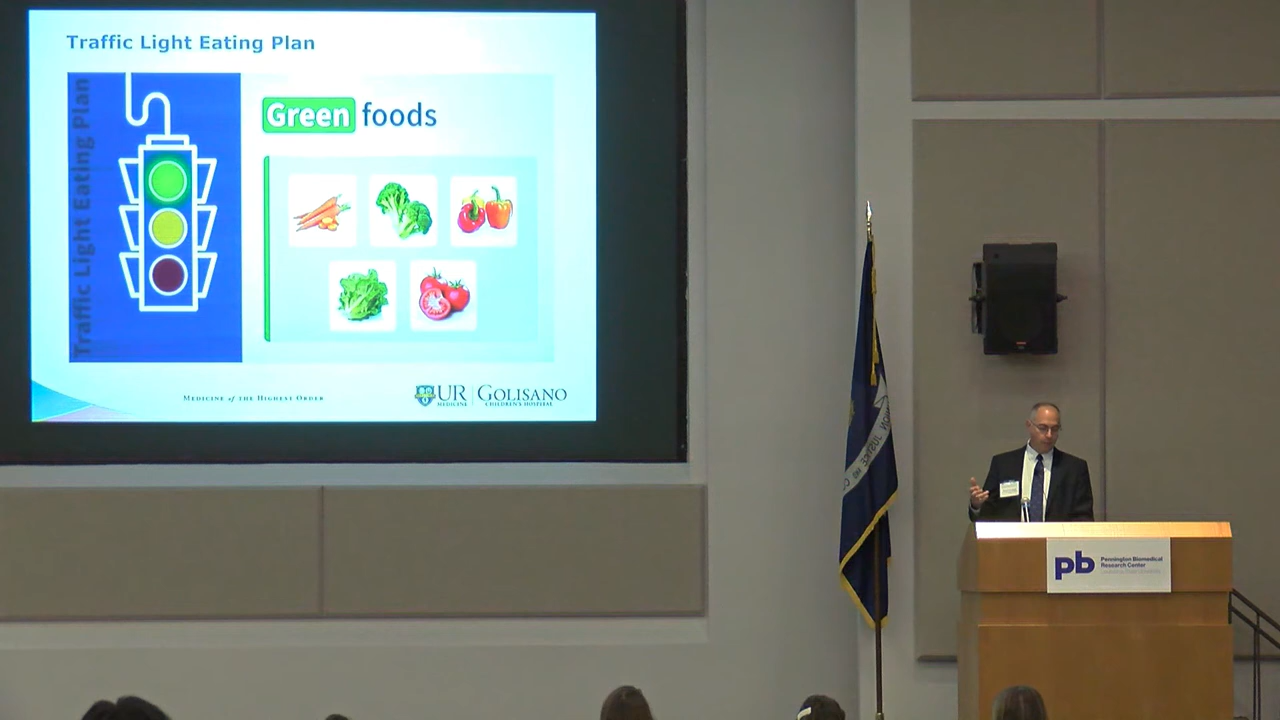 Traffic Light Eating Plan
Traffic Light Eating Plan
Green foods
MEDICINE of the HIGHEST ORDER
UR
MEDICINE
GOLISANO
CHILDREN'S HOSPITAL
JUSTICE
pb
Pennington Biomedical
Research Center